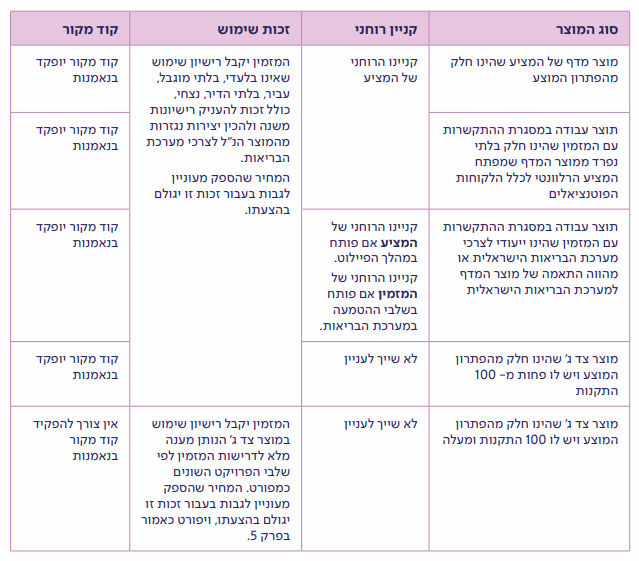 סוג המוצר
קניין רוחני
זכות שימוש
קוד מקור
מוצר מדף של המציע שהינו חלק
מהפתרון המוצע
קניינו הרוחני
של המציע
המזמין יקבל רישיון שימוש
שאינו בלעדי, בלתי מוגבל,
עביר, בלתי הדיר, נצחי,
כולל זכות להעניק רישיונות
משנה ולהכין יצירות נגזרות
מהמוצר הנ"ל לצרכי מערכת
הבריאות.
המחיר שהספק מעוניין
לגבות בעבור זכות זו יגולם
בהצעתו.
קוד מקור יופקד
בנאמנות
תוצר עבודה במסגרת ההתקשרות
עם המזמין שהינו חלק בלתי
נפרד ממוצר המדף שמפתח
המציע הרלוונטי לכלל הלקוחות
הפוטנציאלים
קוד מקור יופקד
בנאמנות
תוצר עבודה במסגרת ההתקשרות
עם המזמין שהינו ייעודי לצרכי
מערכת הבריאות הישראלית או
מהווה התאמה של מוצר המדף
למערכת הבריאות הישראלית
קניינו הרוחני של
המציע אם פותח
במהלך הפיילוט.
קניינו הרוחני של
המזמין אם פותח
בשלבי ההטמעה
במערכת הבריאות.
קוד מקור יופקד
בנאמנות
מוצר צד ג' שהינו חלק מהפתרון
המוצע ויש לו פחות מ- 100
התקנות
לא שייך לעניין
קוד מקור יופקד
בנאמנות
מוצר צד ג' שהינו חלק מהפתרון
המוצע ויש לו 100 התקנות ומעלה
לא שייך לעניין
המזמין יקבל רישיון שימוש
במוצר צד ג' הנותן מענה
מלא לדרישות המזמין לפי
שלבי הפרויקט השונים
כמפורט. המחיר שהספק
מעוניין לגבות בעבור זכות זו
יגולם בהצעתו, ויפורט כאמור
בפרק 5.
אין צורך להפקיד
קוד מקור
בנאמנות